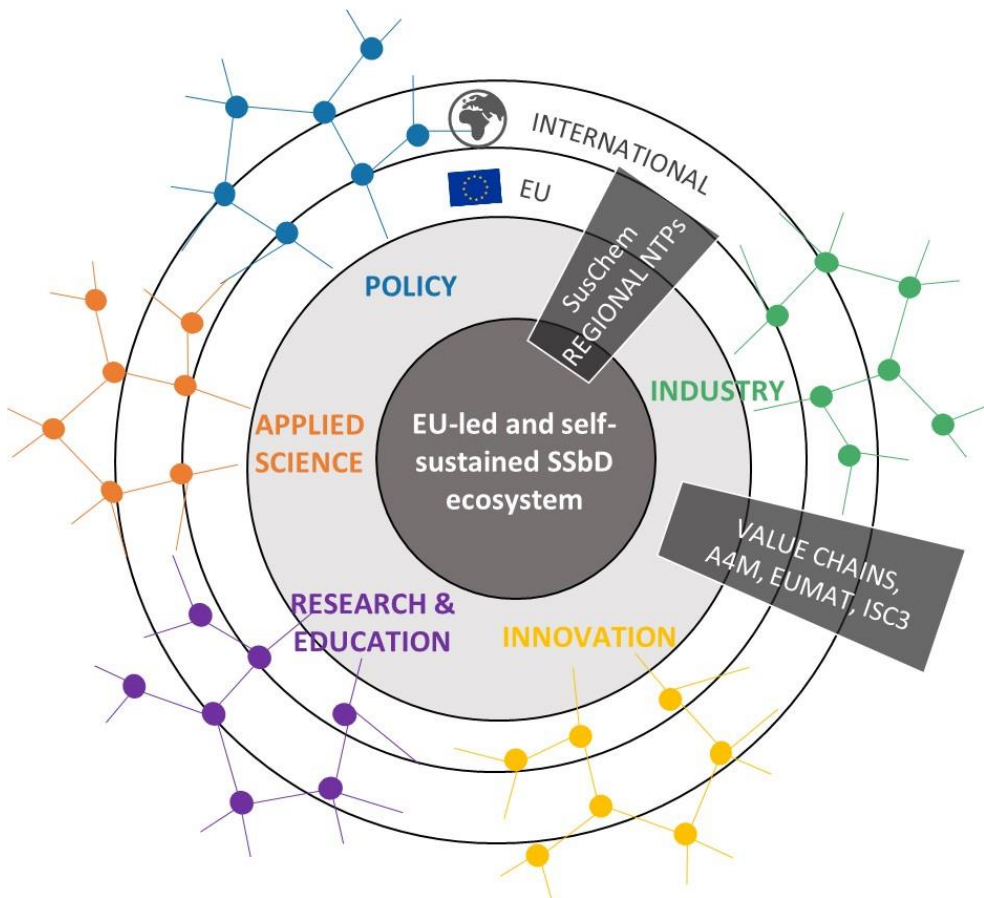 INTERNATIONAL
EU
SusChem
REGIONAL NTPs
POLICY
INDUSTRY
APPLIED
SCIENCE
EU-led and self-
sustained SSbD
ecosystem
VALUE CHAINS,
A4M, EUMAT, ISC3
RESEARCH &
EDUCATION
INNOVATION